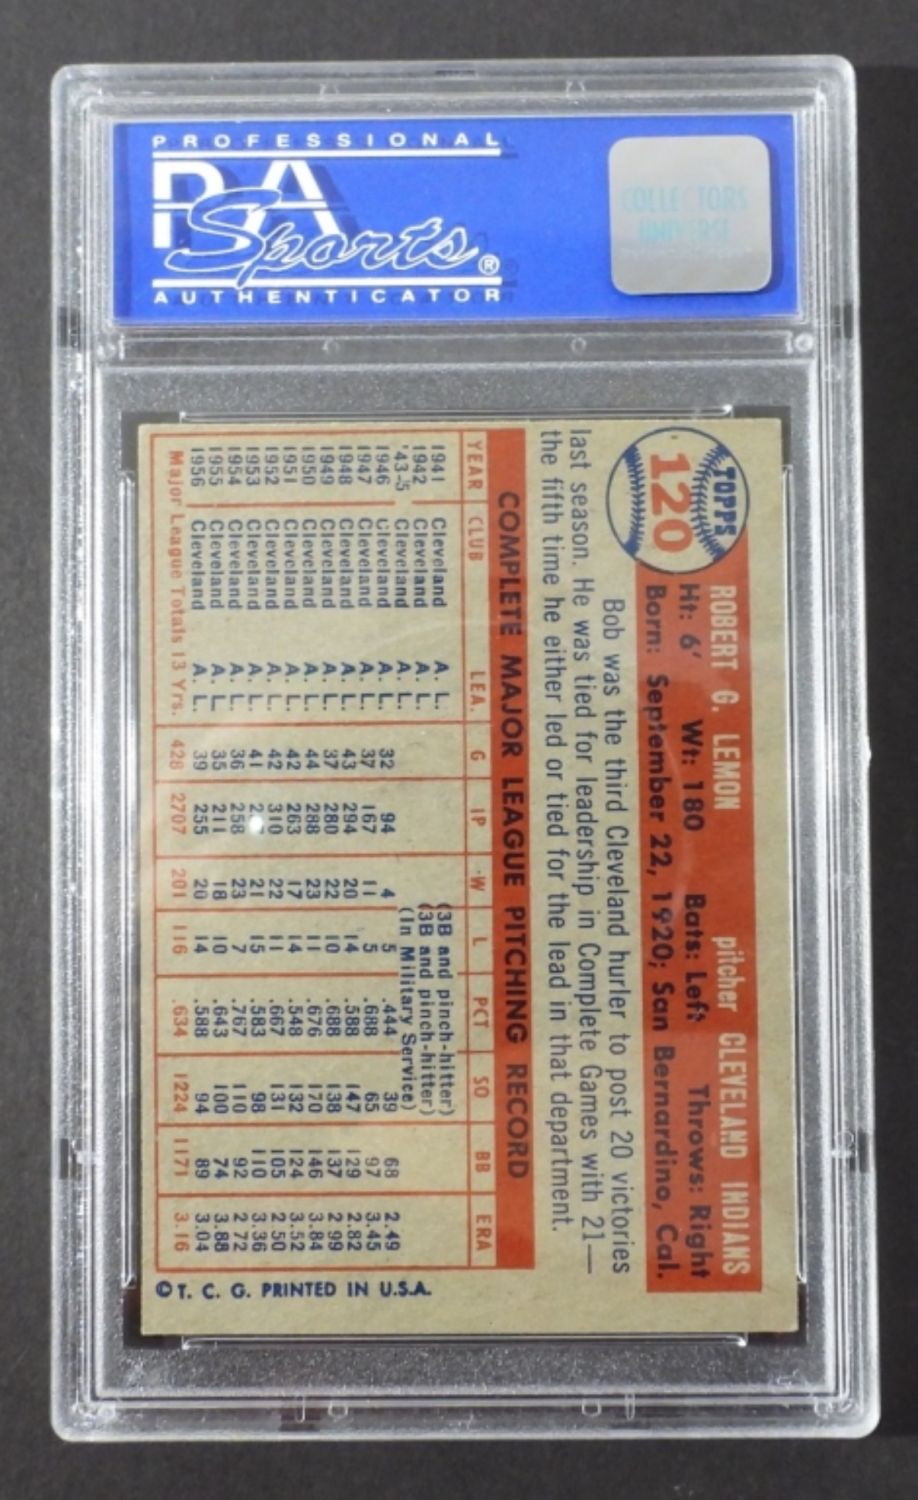 PROFESSIONAL
PSA
Sports®
AUTHENTICATOR
COLLECTORS
UNIVERSE
TOPPS
120
ROBERT G. LEMON pitcher CLEVELAND INDIANS
Ht: 6' Wt: 180 Bats: Left Throws: Right
Born: September 22, 1920; San Bernardino, Cal.
Bob was the third Cleveland hurler to post 20 victories
last season. He was tied for leadership in Complete Games with 21—
the fifth time he either led or tied for the lead in that department.
COMPLETE MAJOR LEAGUE PITCHING RECORD
YEAR CLUB LEA. G IP W L PCT SO BB ERA
1941 Cleveland A. L. (3B and pinch-hitter)
1942 Cleveland A. L. (3B and pinch-hitter)
'43-5 Cleveland A. L. (In Military Service)
1946 Cleveland A. L. 32 94 4 5 .444 39 68 2.49
1947 Cleveland A. L. 37 167 11 5 .688 65 97 3.45
1948 Cleveland A. L. 43 294 20 14 .588 147 129 2.82
1949 Cleveland A. L. 37 280 22 10 .688 138 137 2.99
1950 Cleveland A. L. 44 288 23 11 .676 170 146 3.84
1951 Cleveland A. L. 42 263 17 14 .548 132 124 3.52
1952 Cleveland A. L. 42 310 22 11 .667 131 105 2.50
1953 Cleveland A. L. 41 21 15 .583 98 110 3.36
1954 Cleveland A. L. 36 258 23 7 .767 110 92 2.72
1955 Cleveland A. L. 35 211 18 10 .643 100 74 3.88
1956 Cleveland A. L. 39 255 20 14 .588 94 89 3.04
Major League Totals 13 Yrs. 428 2707 201 116 .634 1224 1171 3.16
© T. C. G. PRINTED IN U.S.A.